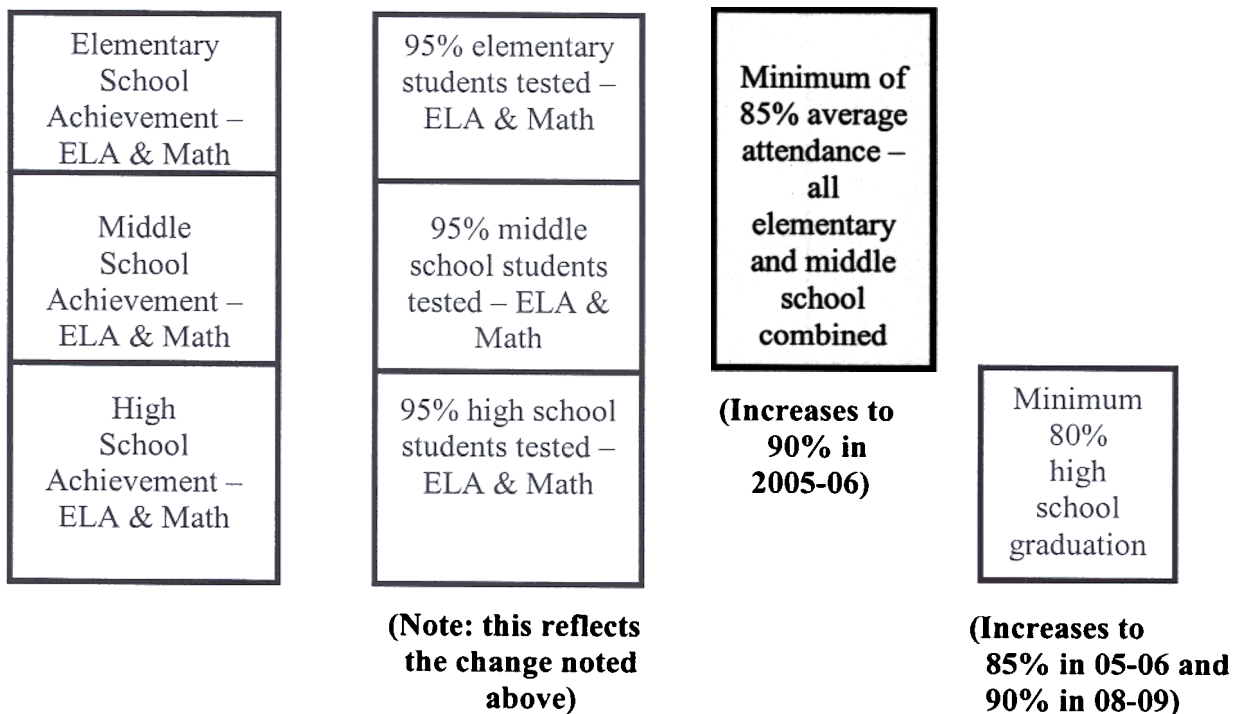 Elementary
School
Achievement –
ELA & Math
Middle
School
Achievement –
ELA & Math
High
School
Achievement –
ELA & Math
95% elementary
students tested –
ELA & Math
95% middle
school students
tested – ELA &
Math
95% high school
students tested –
ELA & Math
(Note: this reflects
the change noted
above)
Minimum of
85% average
attendance –
all
elementary
and middle
school
combined
(Increases to
90% in
2005-06)
Minimum
80%
high
school
graduation
(Increases to
85% in 05-06 and
90% in 08-09)